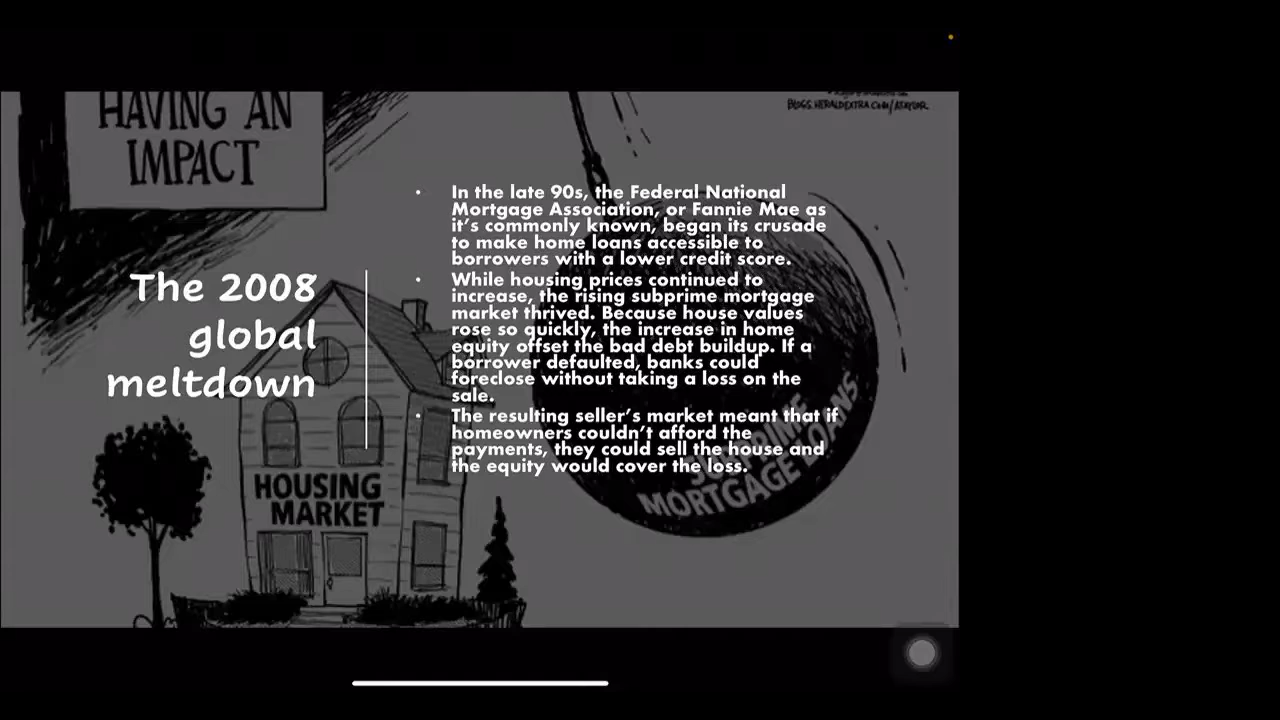 HAVING AN
IMPACT
BLOGS.HERALDEXTRA.COM/ATAYLOR
The 2008
global
meltdown
• In the late 90s, the Federal National
Mortgage Association, or Fannie Mae as
it's commonly known, began its crusade
to make home loans accessible to
borrowers with a lower credit score.
• While housing prices continued to
increase, the rising subprime mortgage
market thrived. Because house values
rose so quickly, the increase in home
equity offset the bad debt buildup. If a
borrower defaulted, banks could
foreclose without taking a loss on the
sale.
• The resulting seller's market meant that if
homeowners couldn't afford the
payments, they could sell the house and
the equity would cover the loss.
HOUSING
MARKET
SUBPRIME
MORTGAGE LOANS